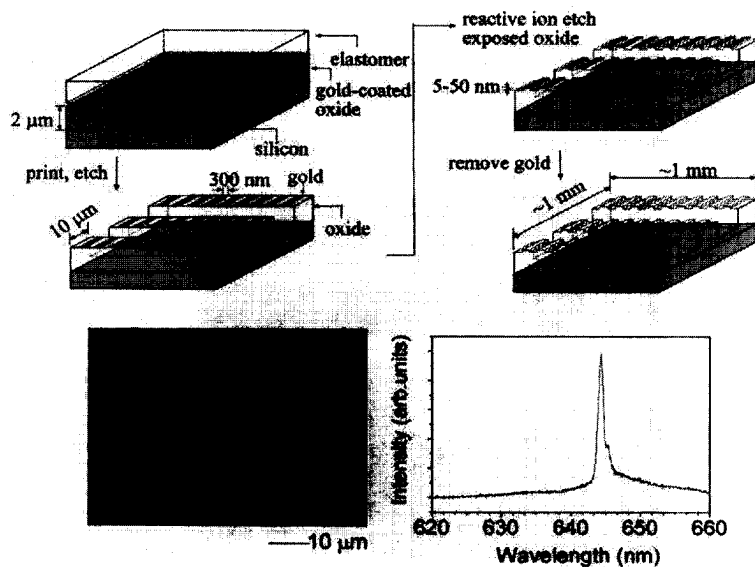 elastomer
gold-coated
oxide
2 μm
silicon
print, etch
300 nm
gold
10 μm
oxide
reactive ion etch
exposed oxide
5-50 nm
remove gold
~1 mm
~1 mm
10 μm
Intensity (arb.units)
620 630 640 650 660
Wavelength (nm)